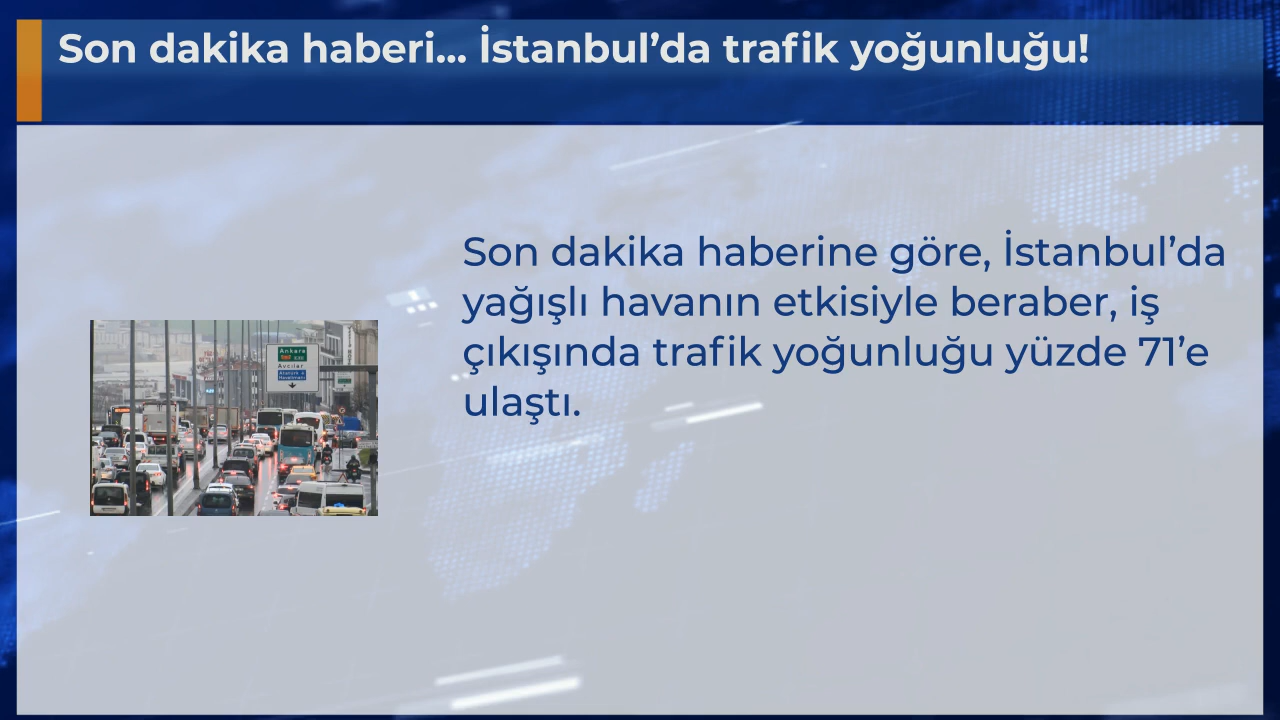 Son dakika haberi... İstanbul’da trafik yoğunluğu!
Son dakika haberine göre, İstanbul’da
yağışlı havanın etkisiyle beraber, iş
çıkışında trafik yoğunluğu yüzde 71’e
ulaştı.
Ankara
Avcılar